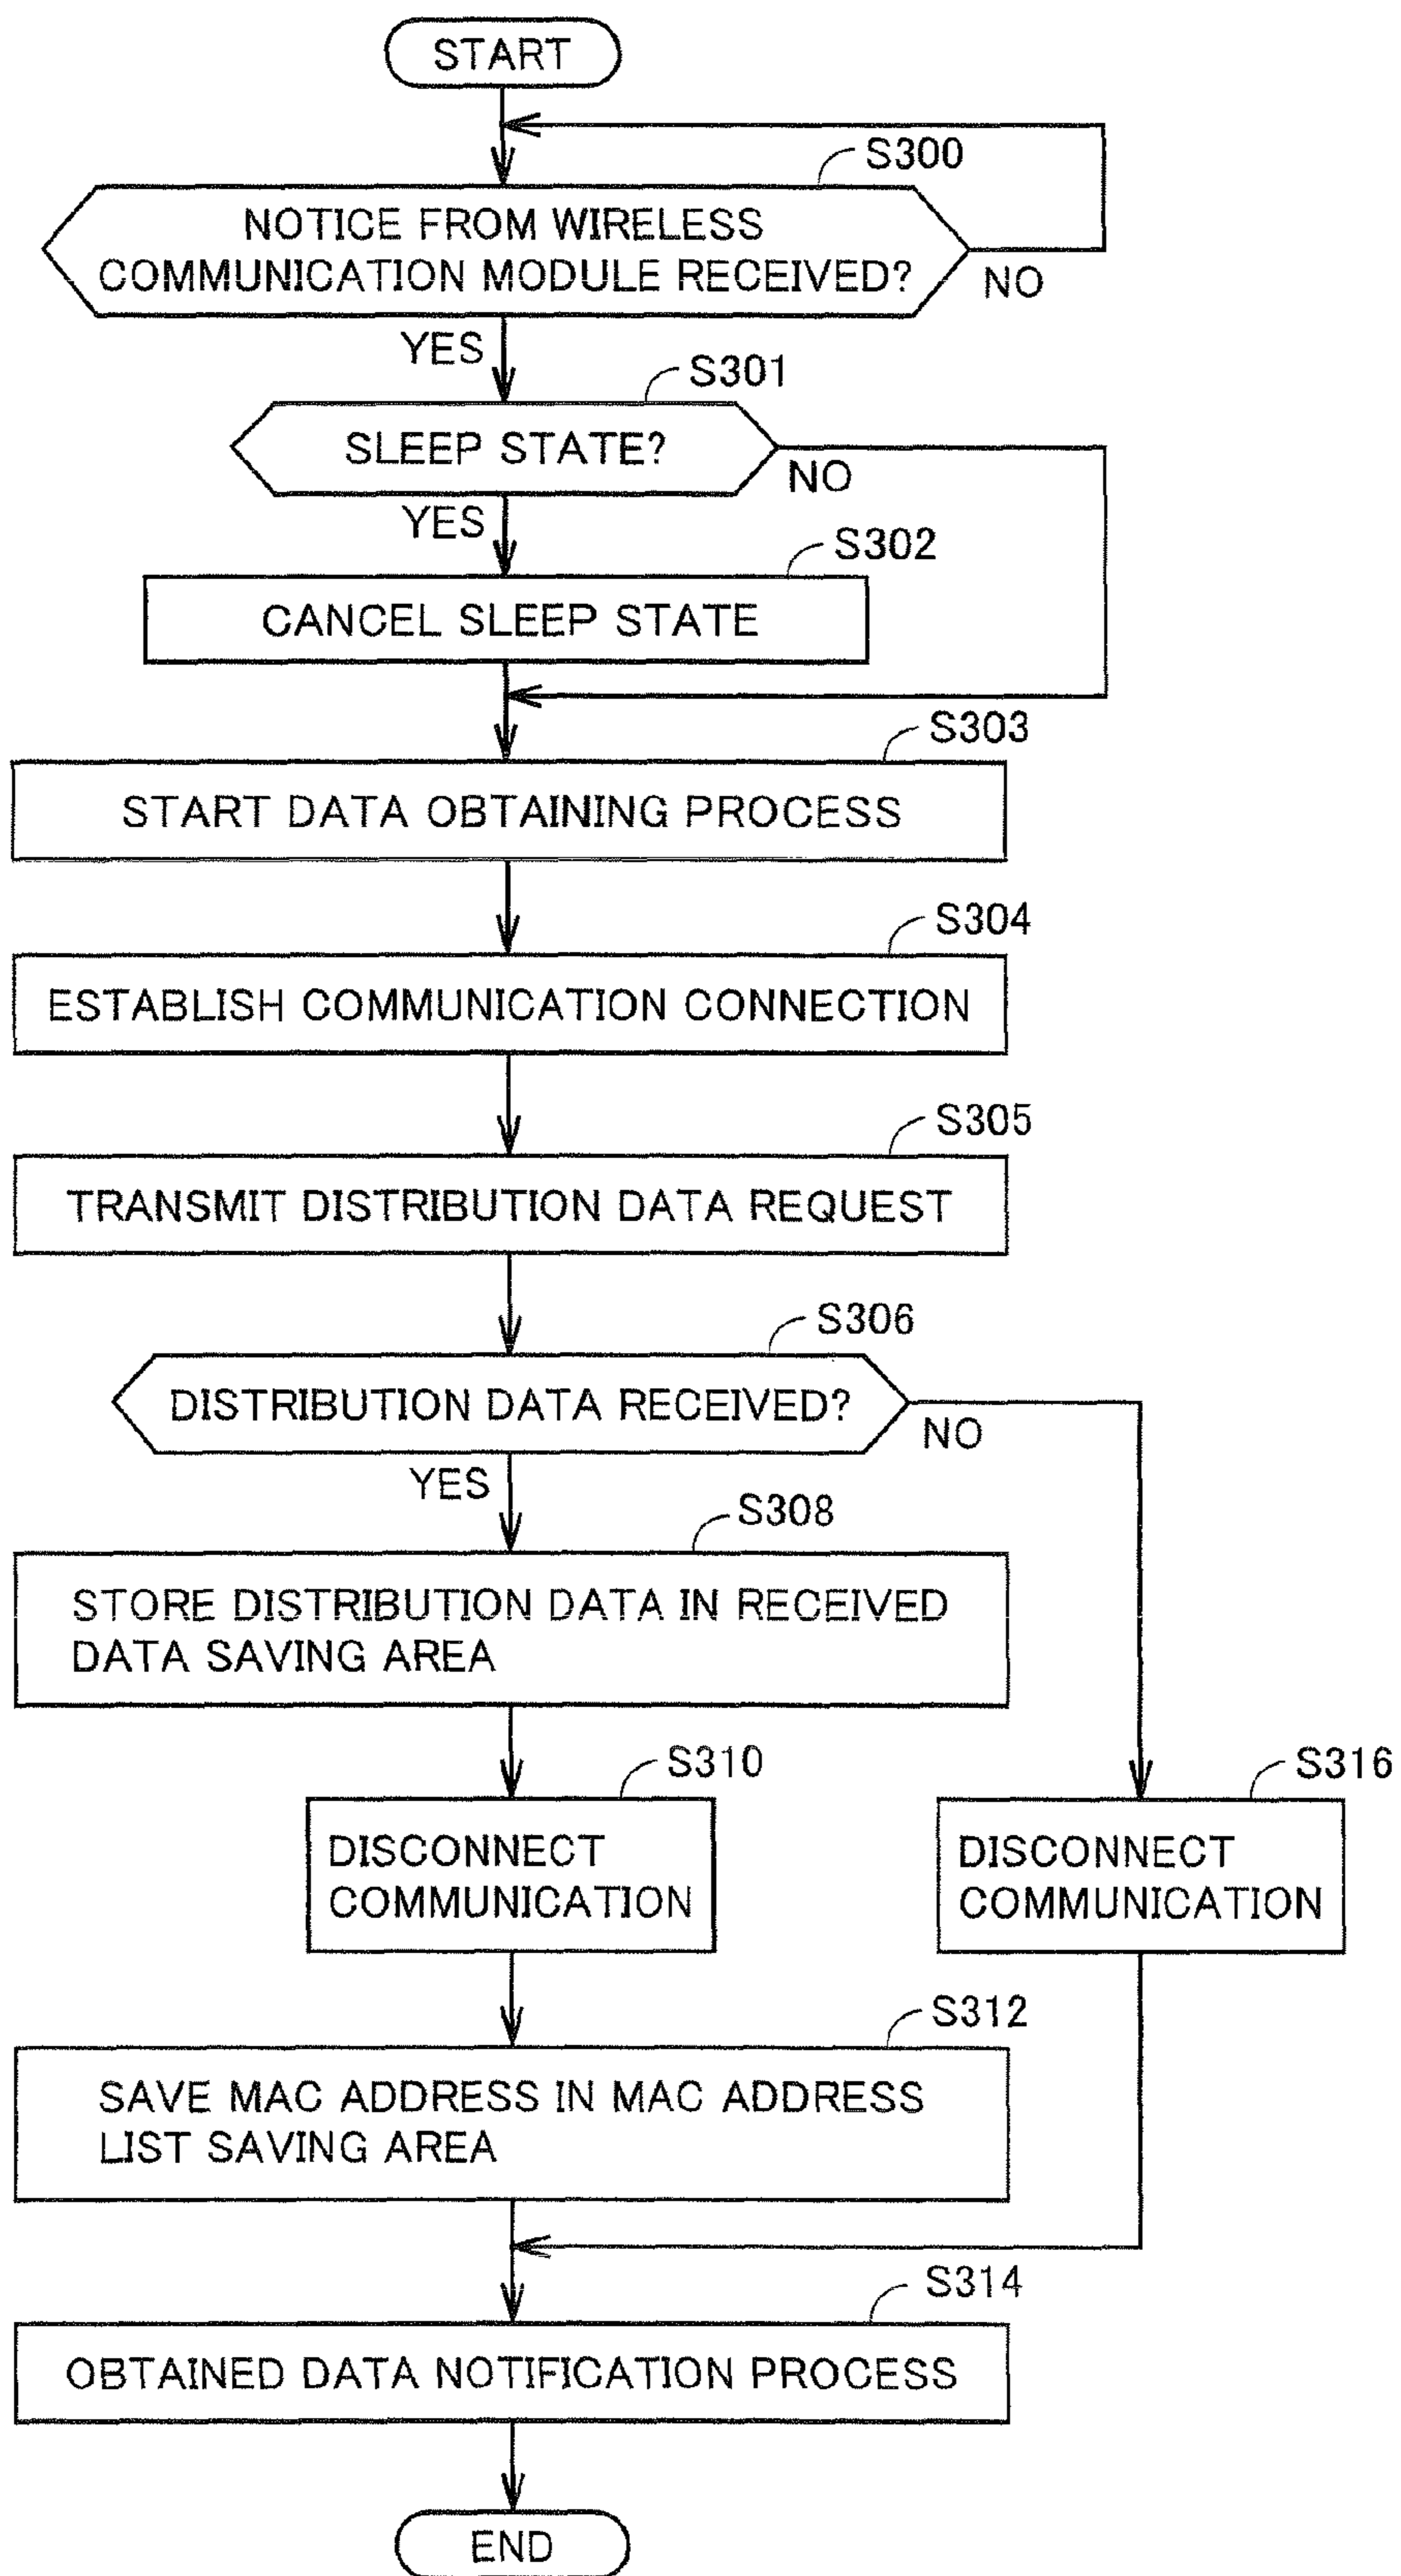 START
S300
NOTICE FROM WIRELESS
COMMUNICATION MODULE RECEIVED?
NO
YES
S301
SLEEP STATE?
NO
YES
S302
CANCEL SLEEP STATE
S303
START DATA OBTAINING PROCESS
S304
ESTABLISH COMMUNICATION CONNECTION
S305
TRANSMIT DISTRIBUTION DATA REQUEST
S306
DISTRIBUTION DATA RECEIVED?
NO
YES
S308
STORE DISTRIBUTION DATA IN RECEIVED
DATA SAVING AREA
S310
DISCONNECT
COMMUNICATION
S316
DISCONNECT
COMMUNICATION
S312
SAVE MAC ADDRESS IN MAC ADDRESS
LIST SAVING AREA
S314
OBTAINED DATA NOTIFICATION PROCESS
END